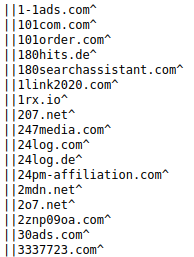 ||1-1ads.com^
||101com.com^
||101order.com^
||180hits.de^
||180searchassistant.com^
||1link2020.com^
||1rx.io^
||207.net^
||247media.com^
||24log.com^
||24log.de^
||24pm-affiliation.com^
||2mdn.net^
||2o7.net^
||2znp09oa.com^
||30ads.com^
||3337723.com^